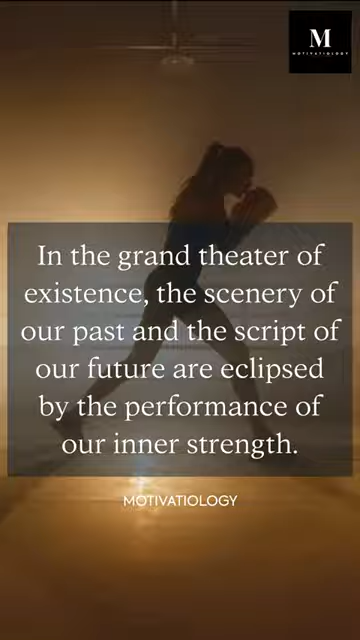 M
MOTIVATIOLOGY
In the grand theater of
existence, the scenery of
our past and the script of
our future are eclipsed
by the performance of
our inner strength.
MOTIVATIOLOGY